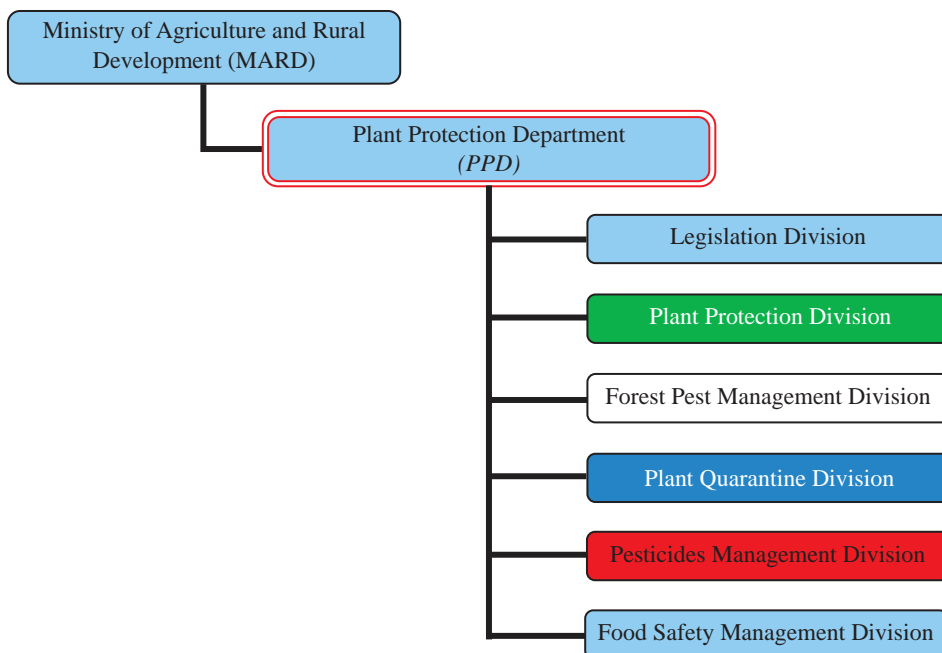 Ministry of Agriculture and Rural
Development (MARD)
Plant Protection Department
(PPD)
Legislation Division
Plant Protection Division
Forest Pest Management Division
Plant Quarantine Division
Pesticides Management Division
Food Safety Management Division